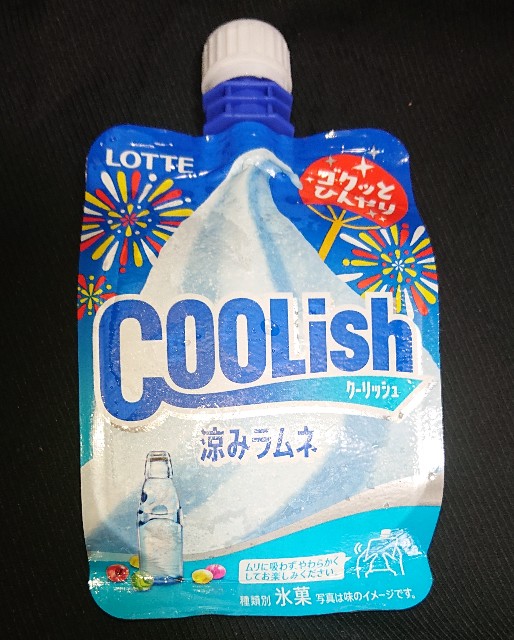 LOTTE
ゴクッと
ひんやり
COOLish
クーリッシュ
涼みラムネ
ムリに吸わず、やわらかく
してお楽しみください。
種類別 氷菓 写真は味のイメージです。